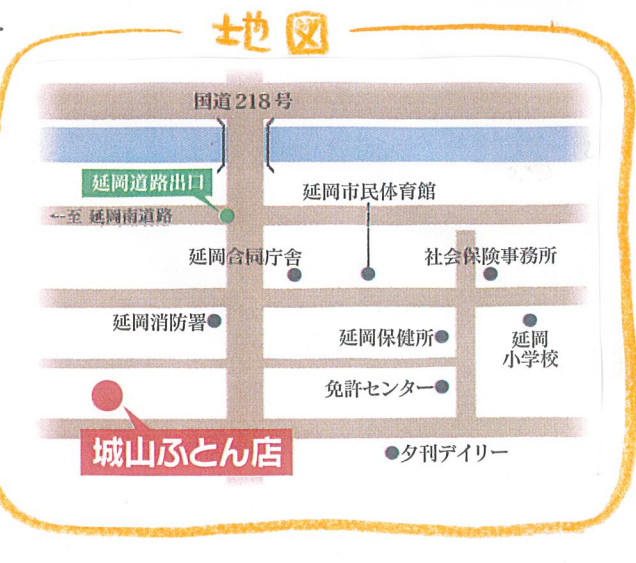 地図
国道218号
延岡道路出口
←至 延岡南道路
延岡市民体育館
延岡合同庁舎
社会保険事務所
延岡消防署
延岡保健所
延岡
小学校
免許センター
城山ふとん店
夕刊デイリー